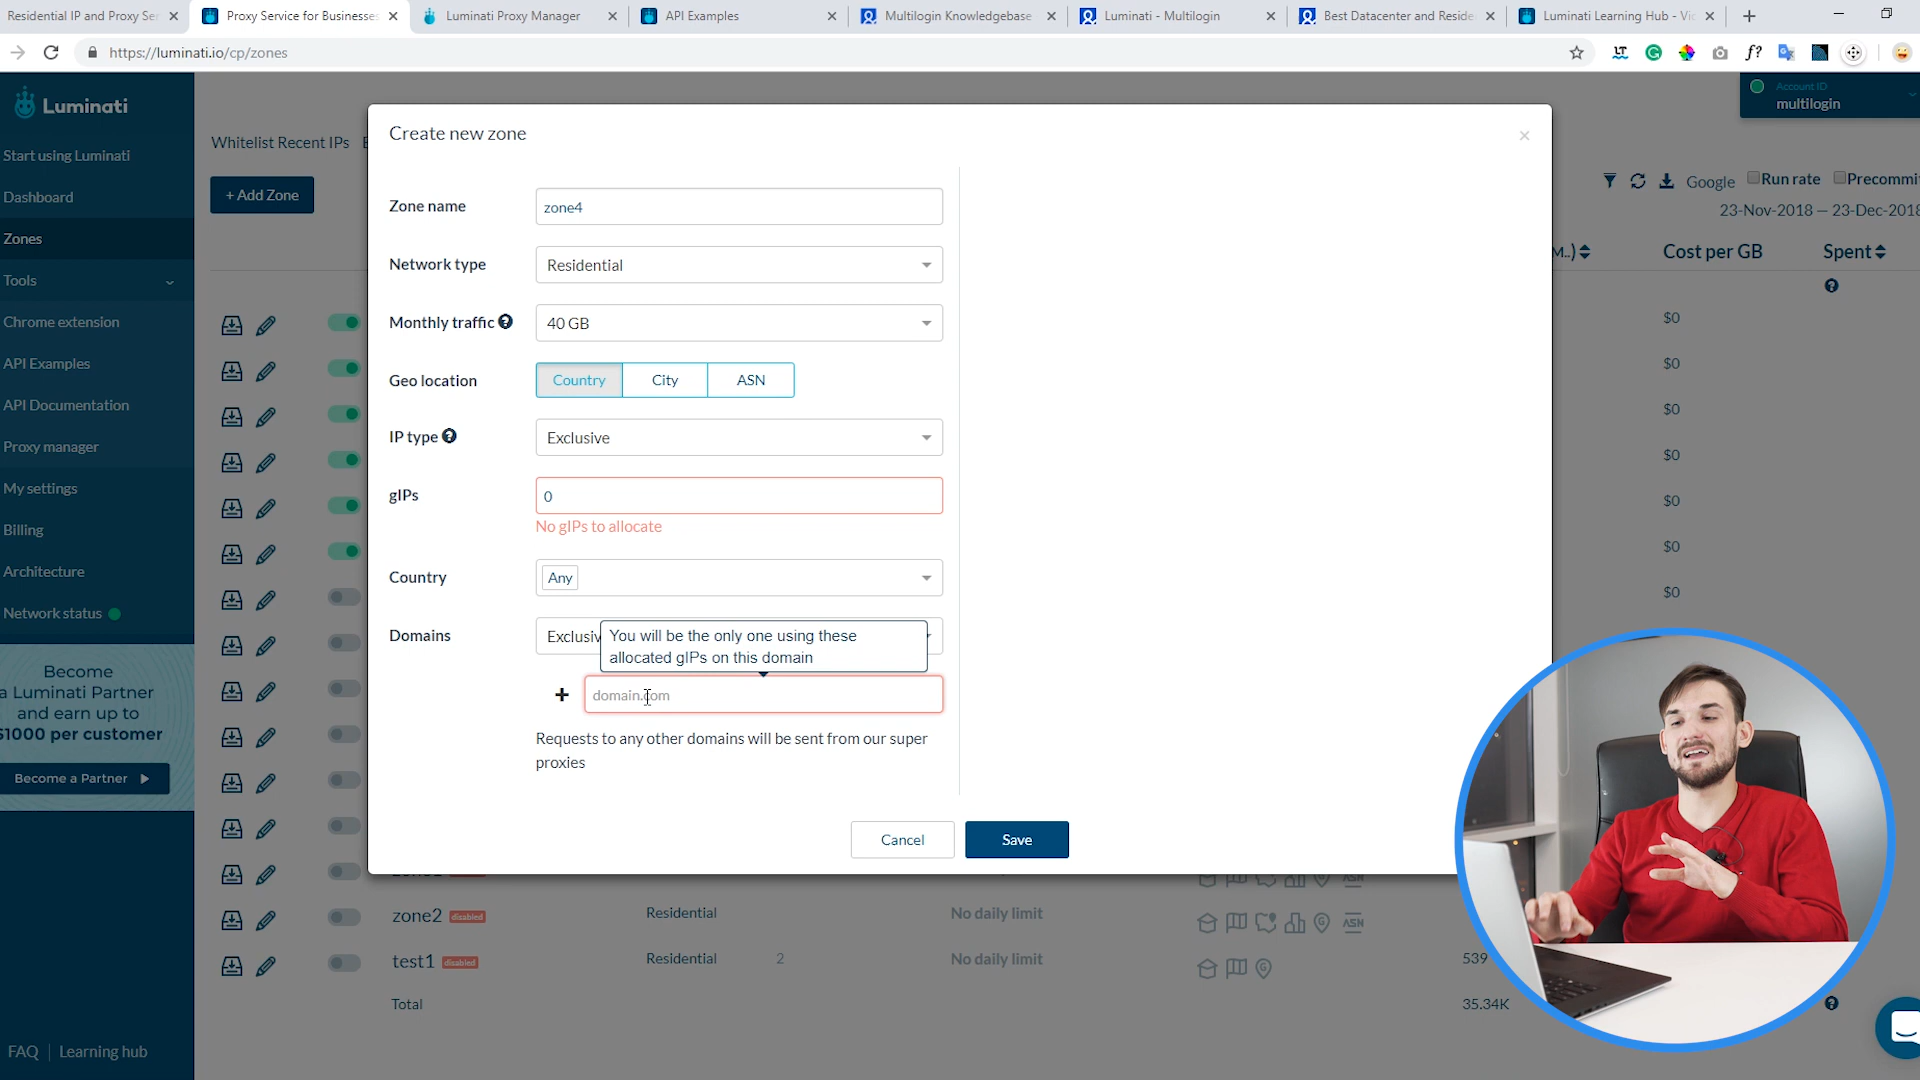 Residential IP and Proxy Ser
Proxy Service for Businesses
Luminati Proxy Manager
API Examples
Multilogin Knowledgebase
Luminati - Multilogin
Best Datacenter and Reside
Luminati Learning Hub - Vi
https://luminati.io/cp/zones
Luminati
Account ID
multilogin
Start using Luminati
Dashboard
Zones
Tools
Chrome extension
API Examples
API Documentation
Proxy manager
My settings
Billing
Architecture
Network status
Become
a Luminati Partner
and earn up to
$1000 per customer
Become a Partner
FAQ | Learning hub
Whitelist Recent IPs
+ Add Zone
Google Run rate Precommi
23-Nov-2018 — 23-Dec-2018
M..) Cost per GB Spent
$0
$0
$0
$0
$0
$0
$0
Create new zone
Zone name zone4
Network type Residential
Monthly traffic 40 GB
Geo location Country City ASN
IP type Exclusive
gIPs 0
No gIPs to allocate
Country Any
Domains Exclusiv
You will be the only one using these
allocated gIPs on this domain
domain.com
Requests to any other domains will be sent from our super
proxies
Cancel Save
ASN
zone2 disabled Residential No daily limit ASN
test1 disabled Residential 2 No daily limit 539
Total 35.34K